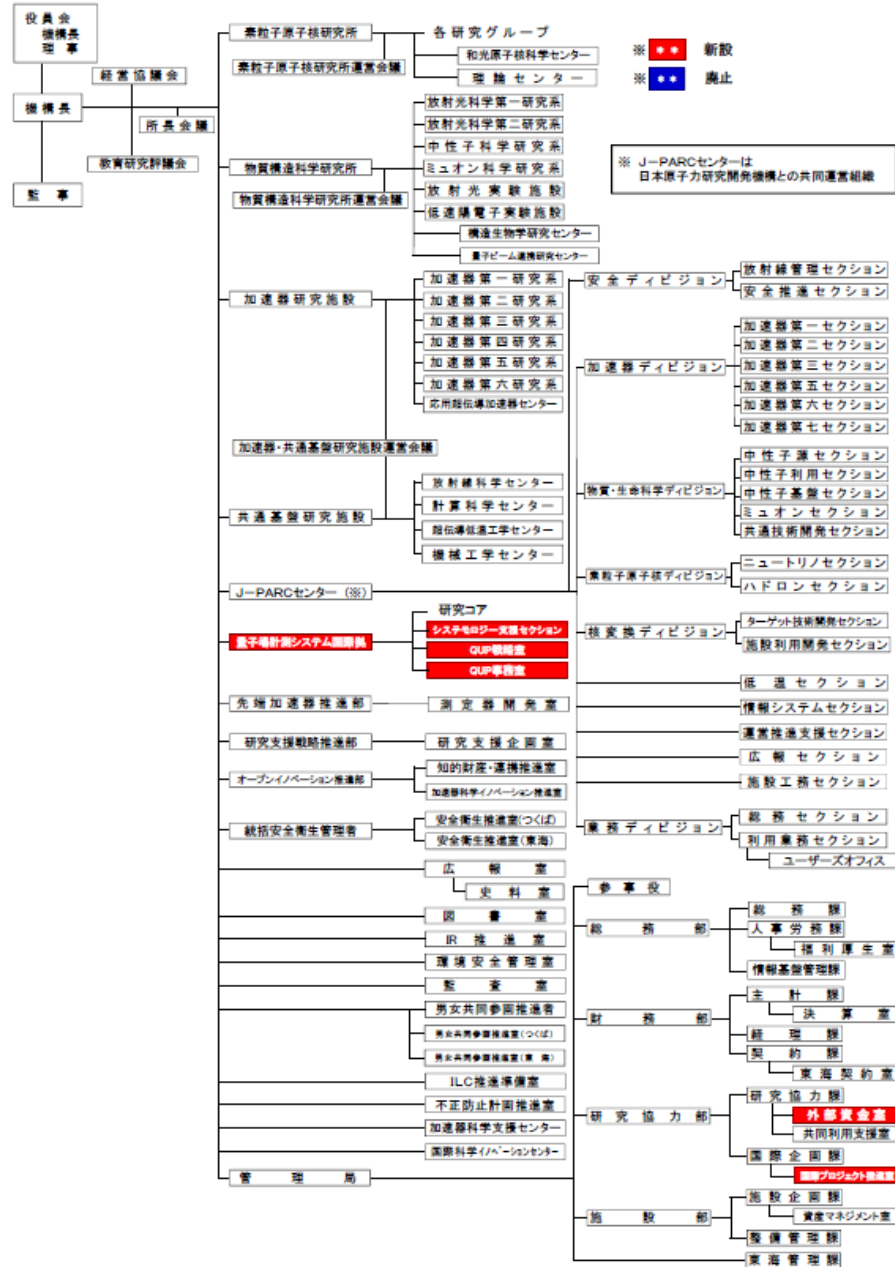 役員会
機構長
理事
経営協議会
機構長
所長会議
教育研究評議会
監事
※ ** 新設
※ ** 廃止
※ J-PARCセンターは
日本原子力研究開発機構との共同運営組織
素粒子原子核研究所
素粒子原子核研究所運営会議
各研究グループ
和光原子核科学センター
理論センター
物質構造科学研究所
物質構造科学研究所運営会議
放射光科学第一研究系
放射光科学第二研究系
中性子科学研究系
ミュオン科学研究系
放射光実験施設
低速陽電子実験施設
構造生物学研究センター
量子ビーム連携研究センター
加速器研究施設
加速器第一研究系
加速器第二研究系
加速器第三研究系
加速器第四研究系
加速器第五研究系
加速器第六研究系
応用超伝導加速器センター
加速器・共通基盤研究施設運営会議
共通基盤研究施設
放射線科学センター
計算科学センター
超伝導低温工学センター
機械工学センター
J-PARCセンター (※)
安全ディビジョン
放射線管理セクション
安全推進セクション
加速器ディビジョン
加速器第一セクション
加速器第二セクション
加速器第三セクション
加速器第五セクション
加速器第六セクション
加速器第七セクション
物質・生命科学ディビジョン
中性子源セクション
中性子利用セクション
中性子基盤セクション
ミュオンセクション
共通技術開発セクション
素粒子原子核ディビジョン
ニュートリノセクション
ハドロンセクション
核変換ディビジョン
ターゲット技術開発セクション
施設利用開発セクション
低温セクション
情報システムセクション
運営推進支援セクション
広報セクション
施設工務セクション
業務ディビジョン
総務セクション
利用業務セクション
ユーザーズオフィス
量子場計測システム国際拠
研究コア
システモロジー支援セクション
QUP戦略室
QUP事務室
先端加速器推進部
測定器開発室
研究支援戦略推進部
研究支援企画室
オープンイノベーション推進部
知的財産・連携推進室
加速器科学イノベーション推進室
統括安全衛生管理者
安全衛生推進室(つくば)
安全衛生推進室(東海)
広報室
史料室
図書室
IR推進室
環境安全管理室
監査室
男女共同参画推進者
男女共同参画推進室(つくば)
男女共同参画推進室(東海)
ILC推進準備室
不正防止計画推進室
加速器科学支援センター
国際科学イノベーションセンター
管理局
参事役
総務部
総務課
人事労務課
福利厚生室
情報基盤管理課
財務部
主計課
決算室
経理課
契約課
東海契約室
研究協力部
研究協力課
外部資金室
共同利用支援室
国際企画課
国際プロジェクト推進室
施設部
施設企画課
資産マネジメント室
整備管理課
東海管理課